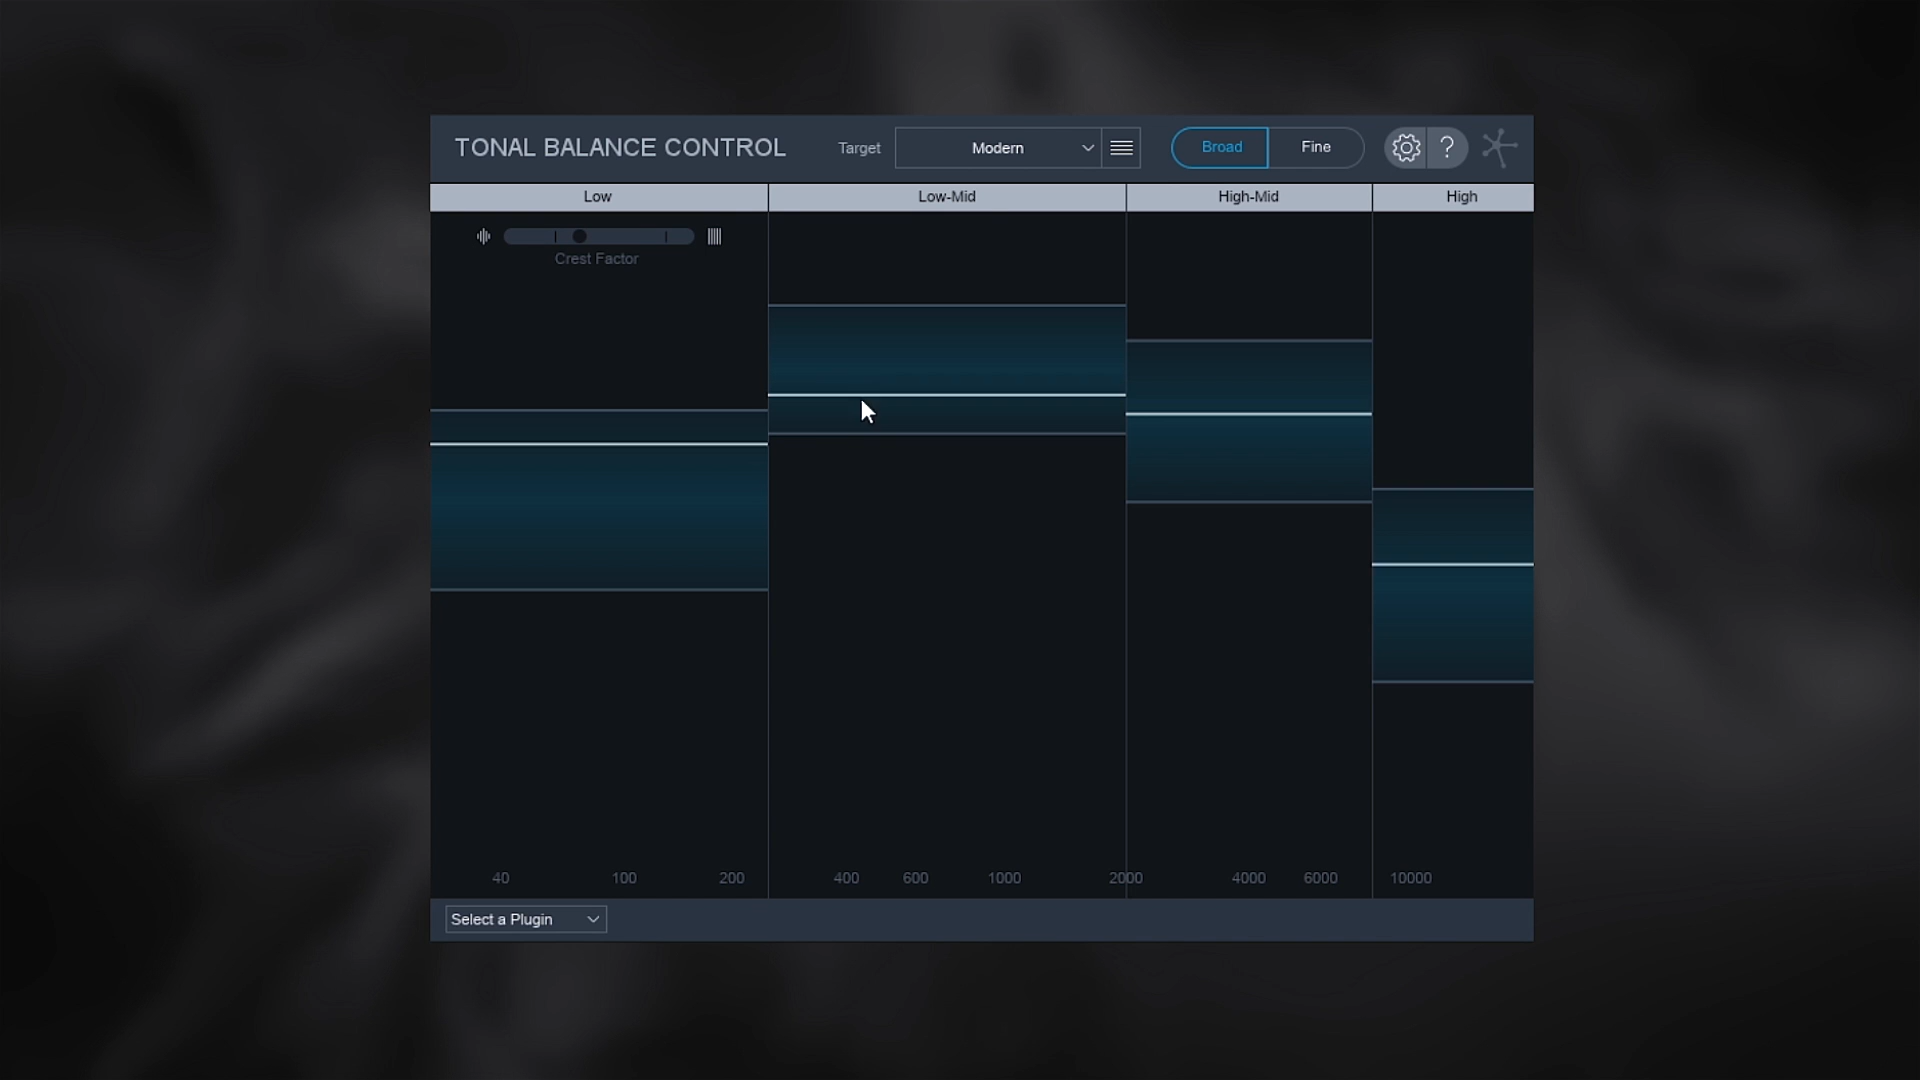 TONAL BALANCE CONTROL
Target
Modern
Broad
Fine
?
Low
Low-Mid
High-Mid
High
Crest Factor
40 100 200 400 600 1000 2000 4000 6000 10000
Select a Plugin